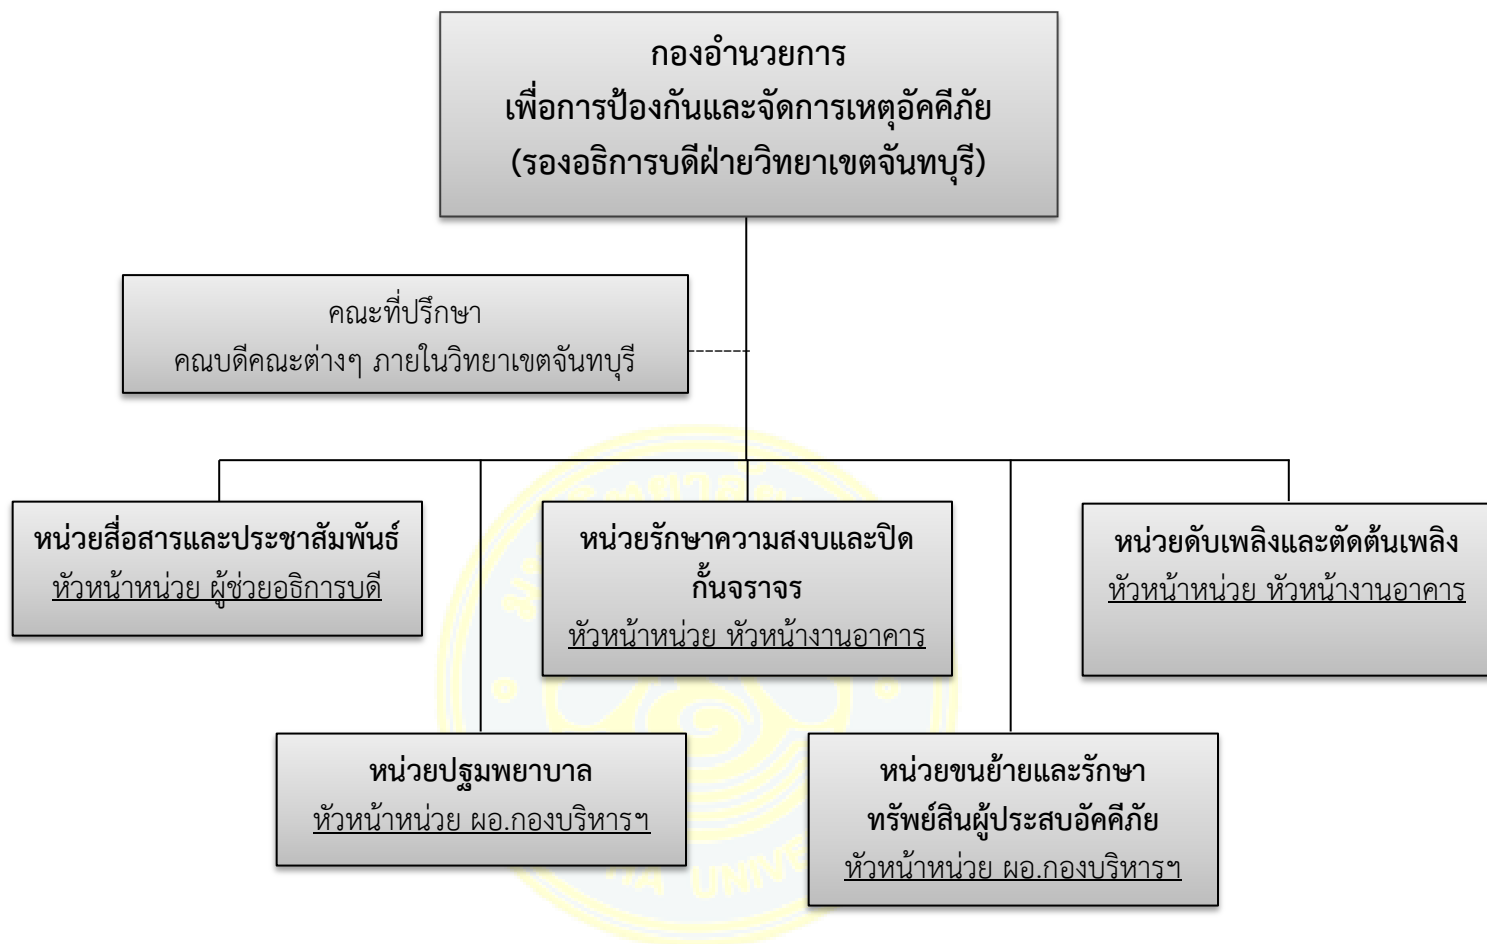 กองอำนวยการ
เพื่อการป้องกันและจัดการเหตุอัคคีภัย
(รองอธิการบดีฝ่ายวิทยาเขตจันทบุรี)
คณะที่ปรึกษา
คณบดีคณะต่างๆ ภายในวิทยาเขตจันทบุรี
หน่วยสื่อสารและประชาสัมพันธ์
หัวหน้าหน่วย ผู้ช่วยอธิการบดี
หน่วยรักษาความสงบและปิด
กั้นจราจร
หัวหน้าหน่วย หัวหน้างานอาคาร
หน่วยดับเพลิงและตัดต้นเพลิง
หัวหน้าหน่วย หัวหน้างานอาคาร
หน่วยปฐมพยาบาล
หัวหน้าหน่วย ผอ.กองบริหารฯ
หน่วยขนย้ายและรักษา
ทรัพย์สินผู้ประสบอัคคีภัย
หัวหน้าหน่วย ผอ.กองบริหารฯ